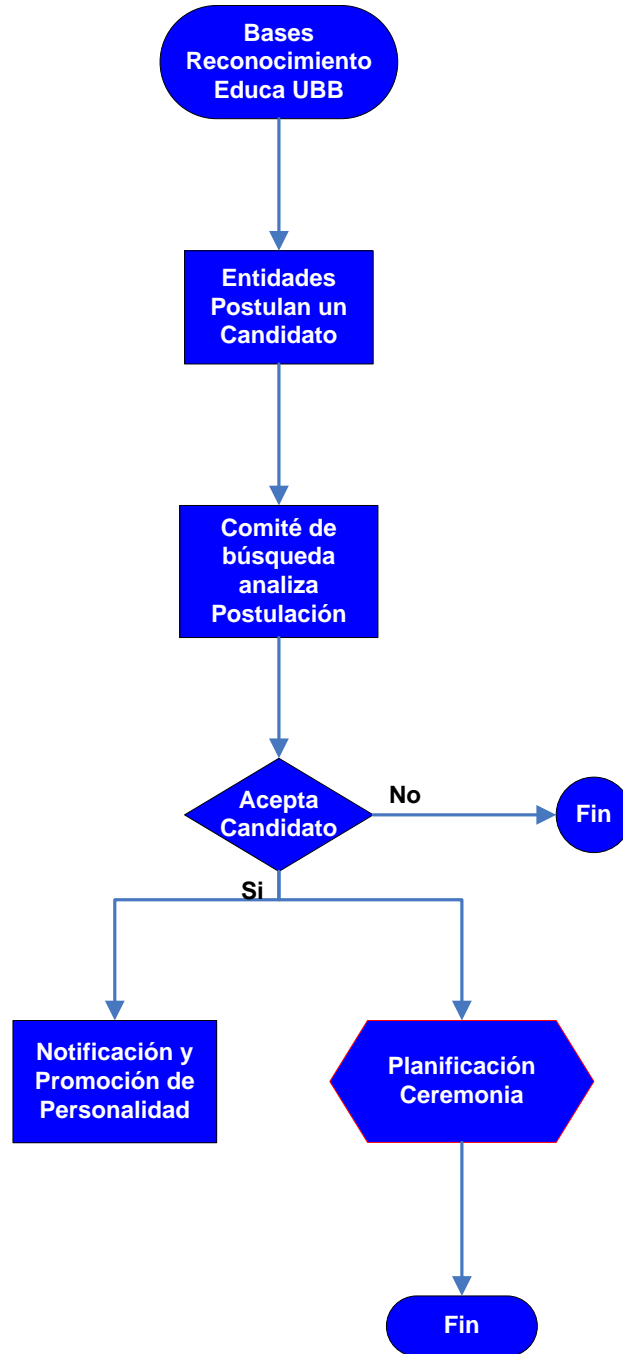 Bases
Reconocimiento
Educa UBB
Entidades
Postulan un
Candidato
Comité de
búsqueda
analiza
Postulación
Acepta
Candidato
No
Fin
Si
Notificación y
Promoción de
Personalidad
Planificación
Ceremonia
Fin